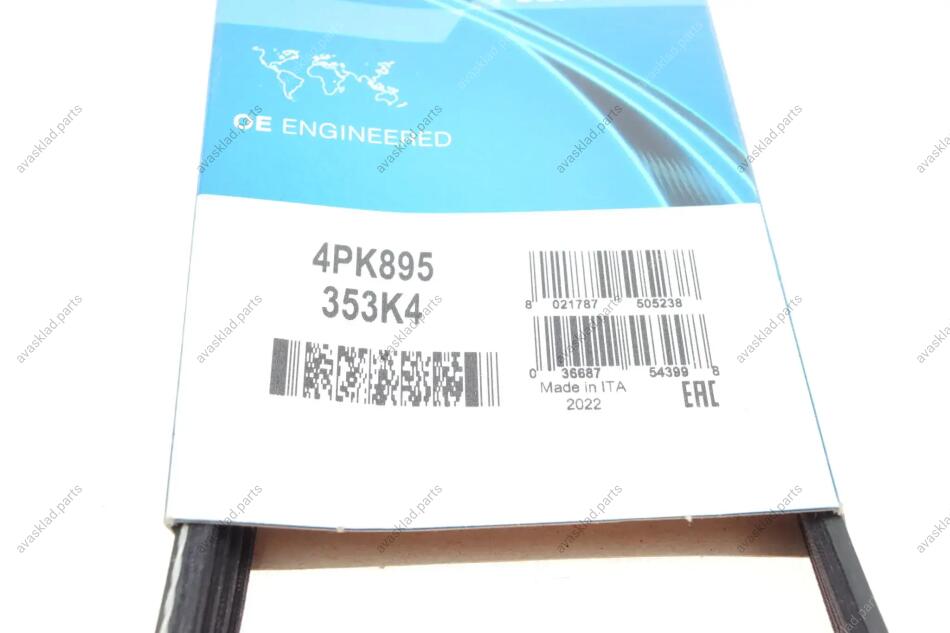 OE ENGINEERED
4PK895
353K4
8 021787 505238
0 36687 54399 8
Made in ITA
2022
EAC
avasklad.parts